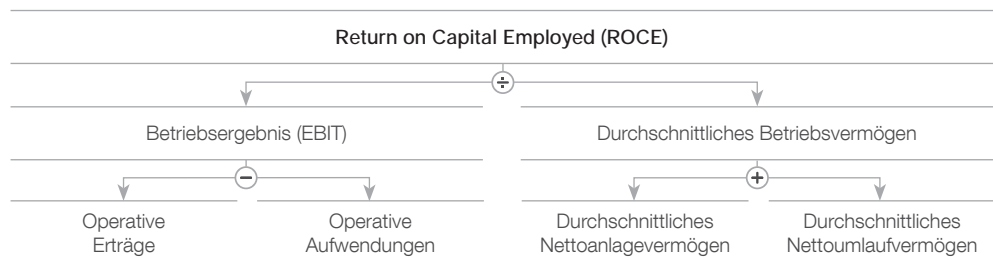 Return on Capital Employed (ROCE)
÷
Betriebsergebnis (EBIT)
Durchschnittliches Betriebsvermögen
−
+
Operative
Erträge
Operative
Aufwendungen
Durchschnittliches
Nettoanlagevermögen
Durchschnittliches
Nettoumlaufvermögen